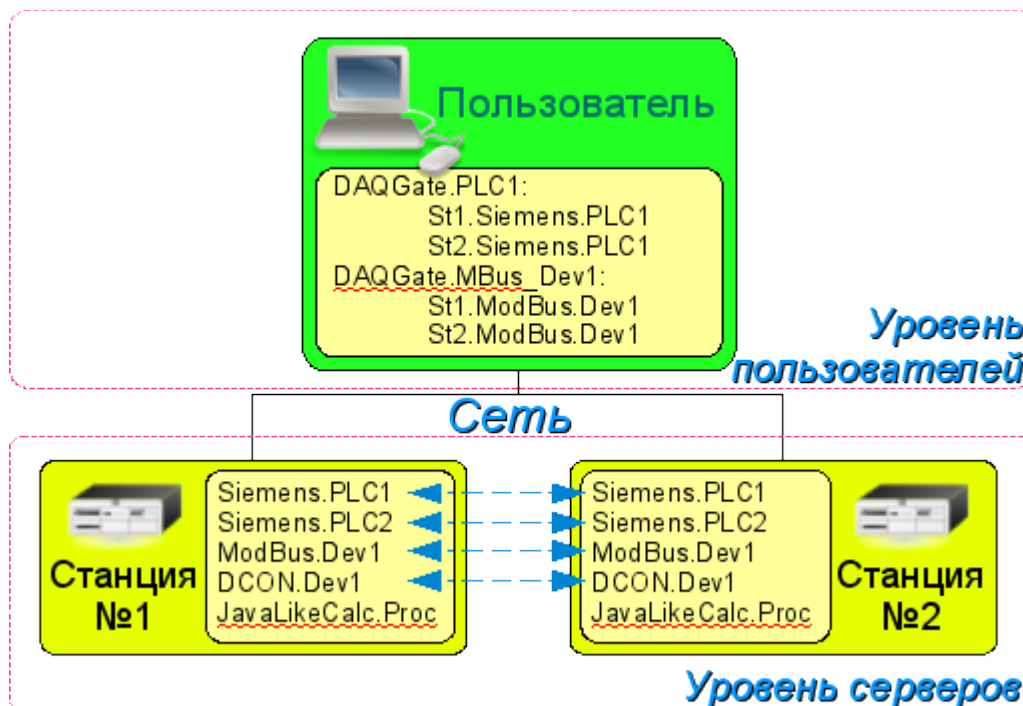 Пользователь
DAQGate.PLC1:
St1.Siemens.PLC1
St2.Siemens.PLC1
DAQGate.MBus_Dev1:
St1.ModBus.Dev1
St2.ModBus.Dev1
Уровень
пользователей
Сеть
Станция
№1
Siemens.PLC1
Siemens.PLC2
ModBus.Dev1
DCON.Dev1
JavaLikeCalc.Proc
Siemens.PLC1
Siemens.PLC2
ModBus.Dev1
DCON.Dev1
JavaLikeCalc.Proc
Станция
№2
Уровень серверов